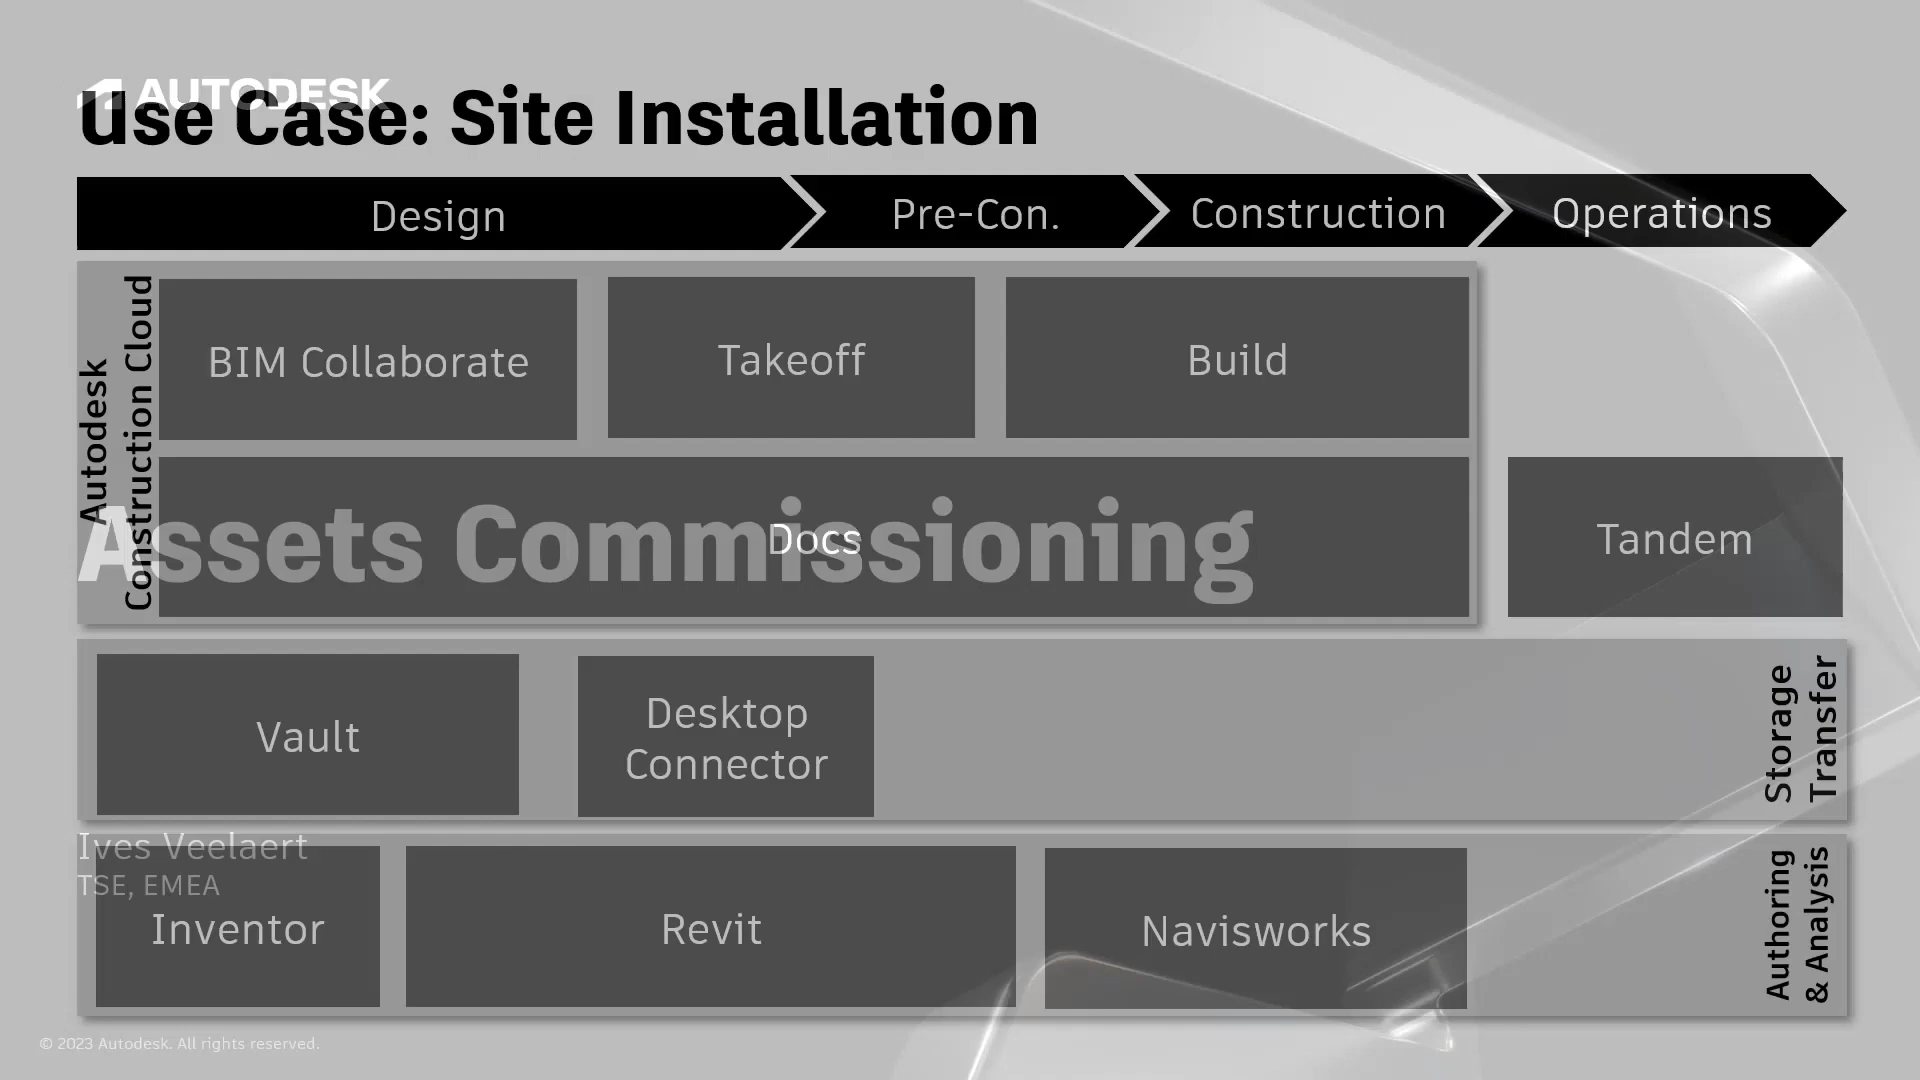 AUTODESK
Use Case: Site Installation
Design
Pre-Con.
Construction
Operations
Autodesk
Construction Cloud
BIM Collaborate
Takeoff
Build
Assets Commissioning
Docs
Tandem
Vault
Desktop
Connector
Storage
Transfer
Ives Veelaert
TSE, EMEA
Inventor
Revit
Navisworks
Authoring
& Analysis
© 2023 Autodesk. All rights reserved.